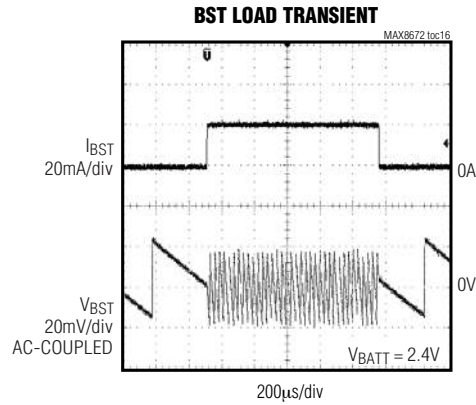 BST LOAD TRANSIENT
MAX8672 toc16
T
IBST
20mA/div
0A
0V
VBST
20mV/div
AC-COUPLED
VBATT = 2.4V
200µs/div